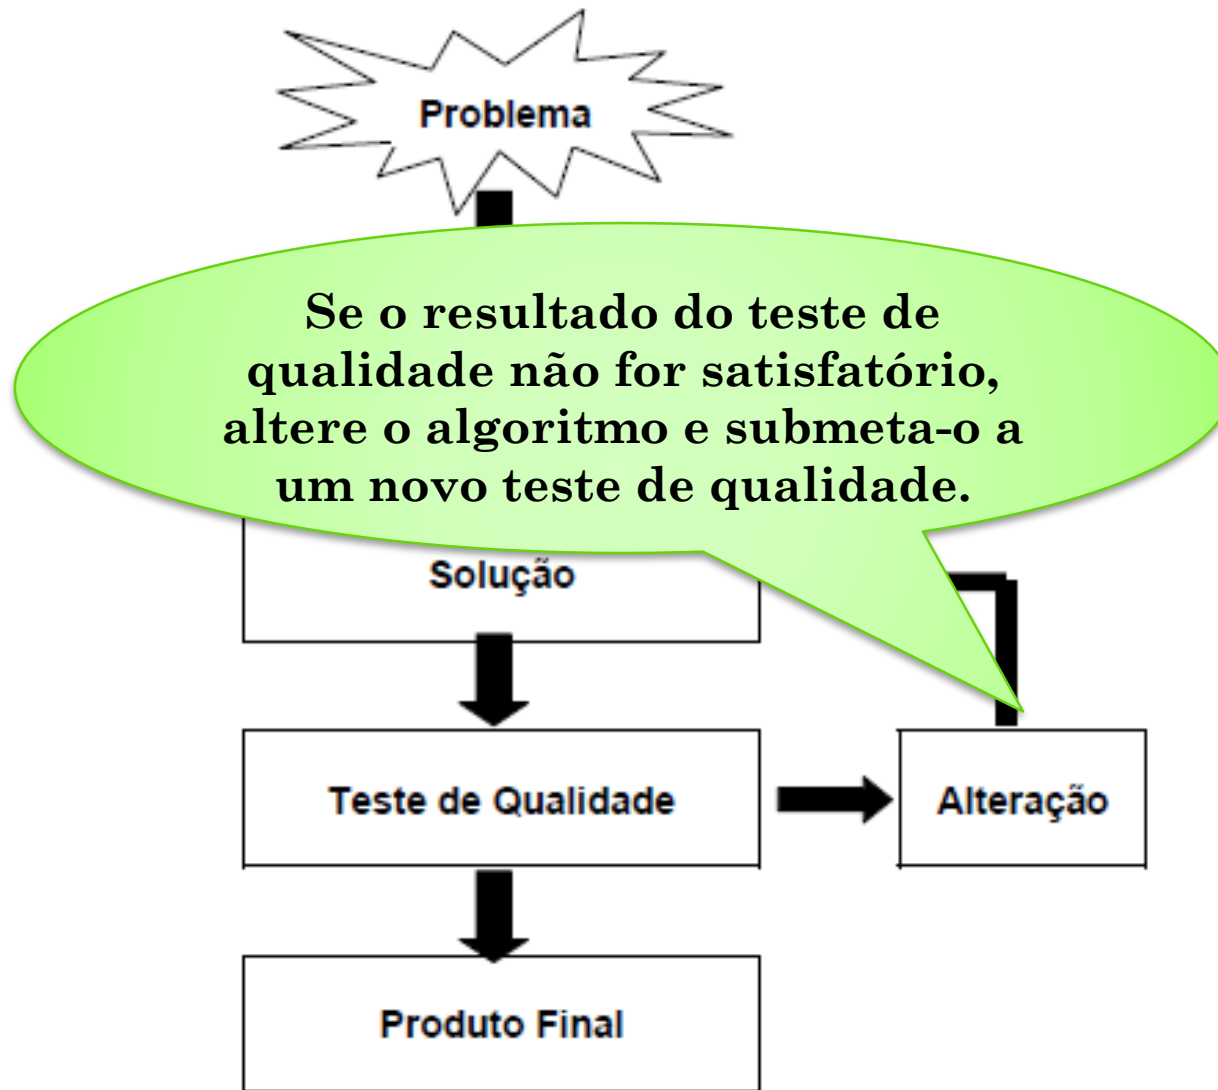 Problema
Se o resultado do teste de
qualidade não for satisfatório,
altere o algoritmo e submeta-o a
um novo teste de qualidade.
Solução
Teste de Qualidade
Alteração
Produto Final